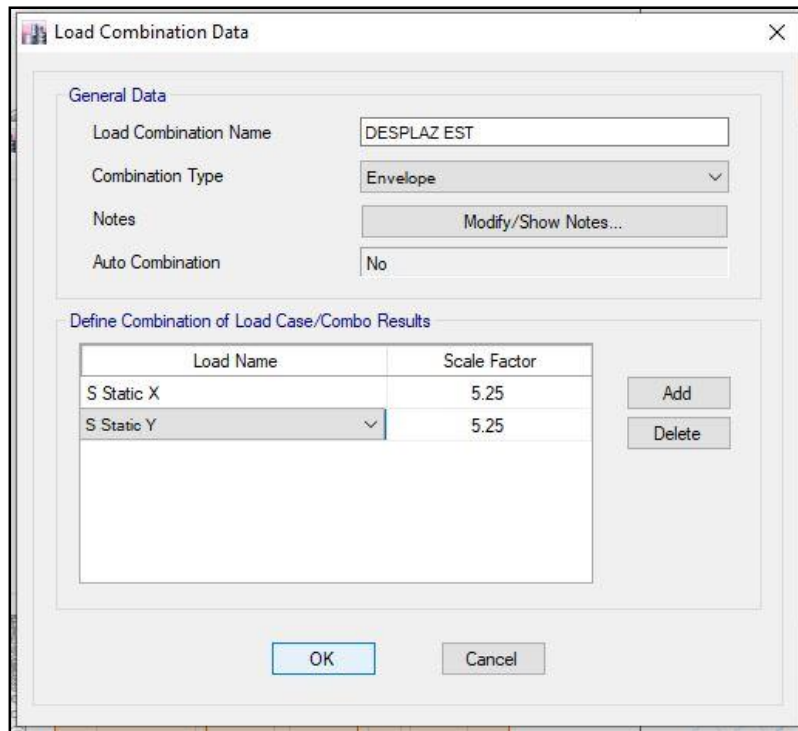 Load Combination Data
General Data
Load Combination Name DESPLAZ EST
Combination Type Envelope
Notes Modify/Show Notes...
Auto Combination No
Define Combination of Load Case/Combo Results
Load Name Scale Factor
S Static X 5.25 Add
S Static Y 5.25 Delete
OK Cancel